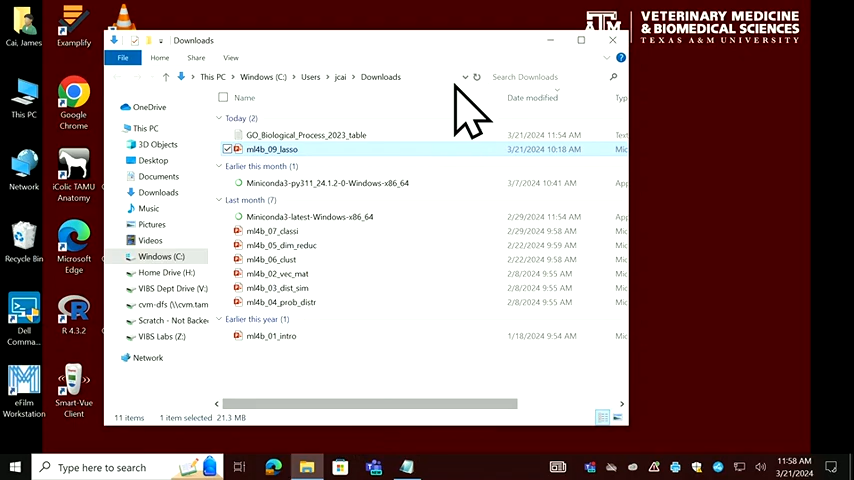 Cai, James
Examplify
This PC
Google Chrome
Network
iColic TAMU Anatomy
Recycle Bin
Microsoft Edge
Dell Comma...
R 4.3.2
eFilm Workstation
Smart-Vue Client
ATM
VETERINARY MEDICINE
& BIOMEDICAL SCIENCES
TEXAS A&M UNIVERSITY
Downloads
File Home Share View
This PC > Windows (C:) > Users > jcai > Downloads
Search Downloads
Name Date modified Typ
OneDrive
This PC
3D Objects
Desktop
Documents
Downloads
Music
Pictures
Videos
Windows (C:)
Home Drive (H:)
VIBS Dept Drive (V:)
cvm-dfs (\\cvm.tam
Scratch - Not Backe
VIBS Labs (Z:)
Network
Today (2)
GO_Biological_Process_2023_table 3/21/2024 11:54 AM Text
ml4b_09_lasso 3/21/2024 10:18 AM Mic
Earlier this month (1)
Miniconda3-py311_24.1.2-0-Windows-x86_64 3/7/2024 10:41 AM App
Last month (7)
Miniconda3-latest-Windows-x86_64 2/29/2024 11:54 AM App
ml4b_07_classi 2/29/2024 9:58 AM Mic
ml4b_05_dim_reduc 2/22/2024 9:59 AM Mic
ml4b_06_clust 2/22/2024 9:58 AM Mic
ml4b_02_vec_mat 2/8/2024 9:55 AM Mic
ml4b_03_dist_sim 2/8/2024 9:55 AM Mic
ml4b_04_prob_distr 2/8/2024 9:55 AM Mic
Earlier this year (1)
ml4b_01_intro 1/18/2024 9:54 AM Mic
11 items 1 item selected 21.3 MB
Type here to search
11:58 AM
3/21/2024